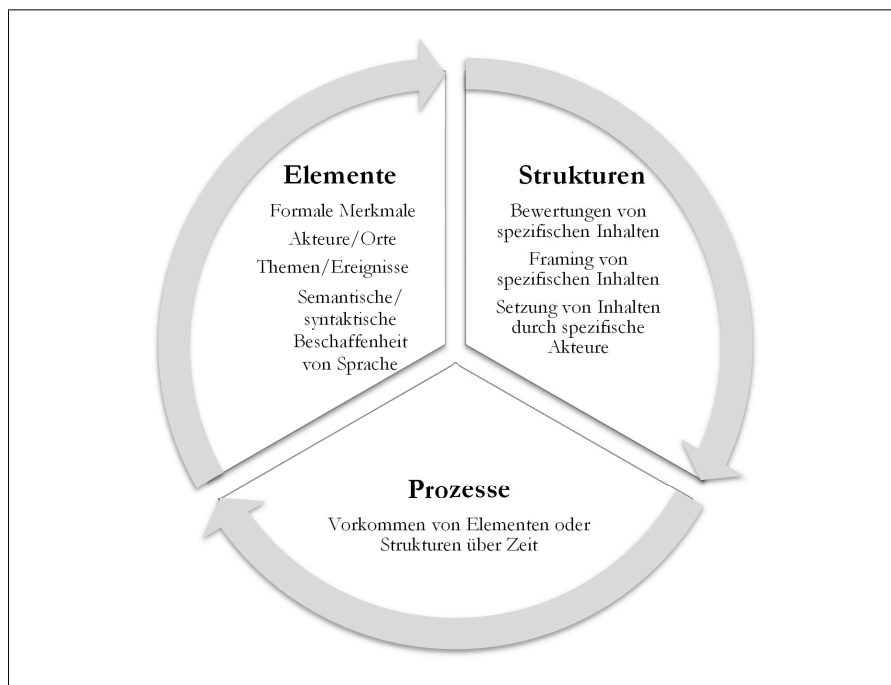 Elemente
Formale Merkmale
Akteure/Orte
Themen/Ereignisse
Semantische/
syntaktische
Beschaffenheit
von Sprache
Strukturen
Bewertungen von
spezifischen Inhalten
Framing von
spezifischen Inhalten
Setzung von Inhalten
durch spezifische
Akteure
Prozesse
Vorkommen von Elementen oder
Strukturen über Zeit